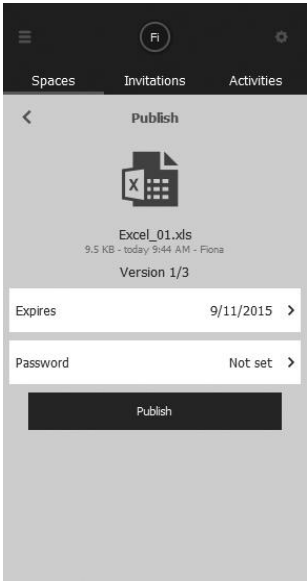 Fi
Spaces Invitations Activities
Publish
X
Excel_01.xls
9.5 KB - today 9:44 AM - Fiona
Version 1/3
Expires 9/11/2015
Password Not set
Publish